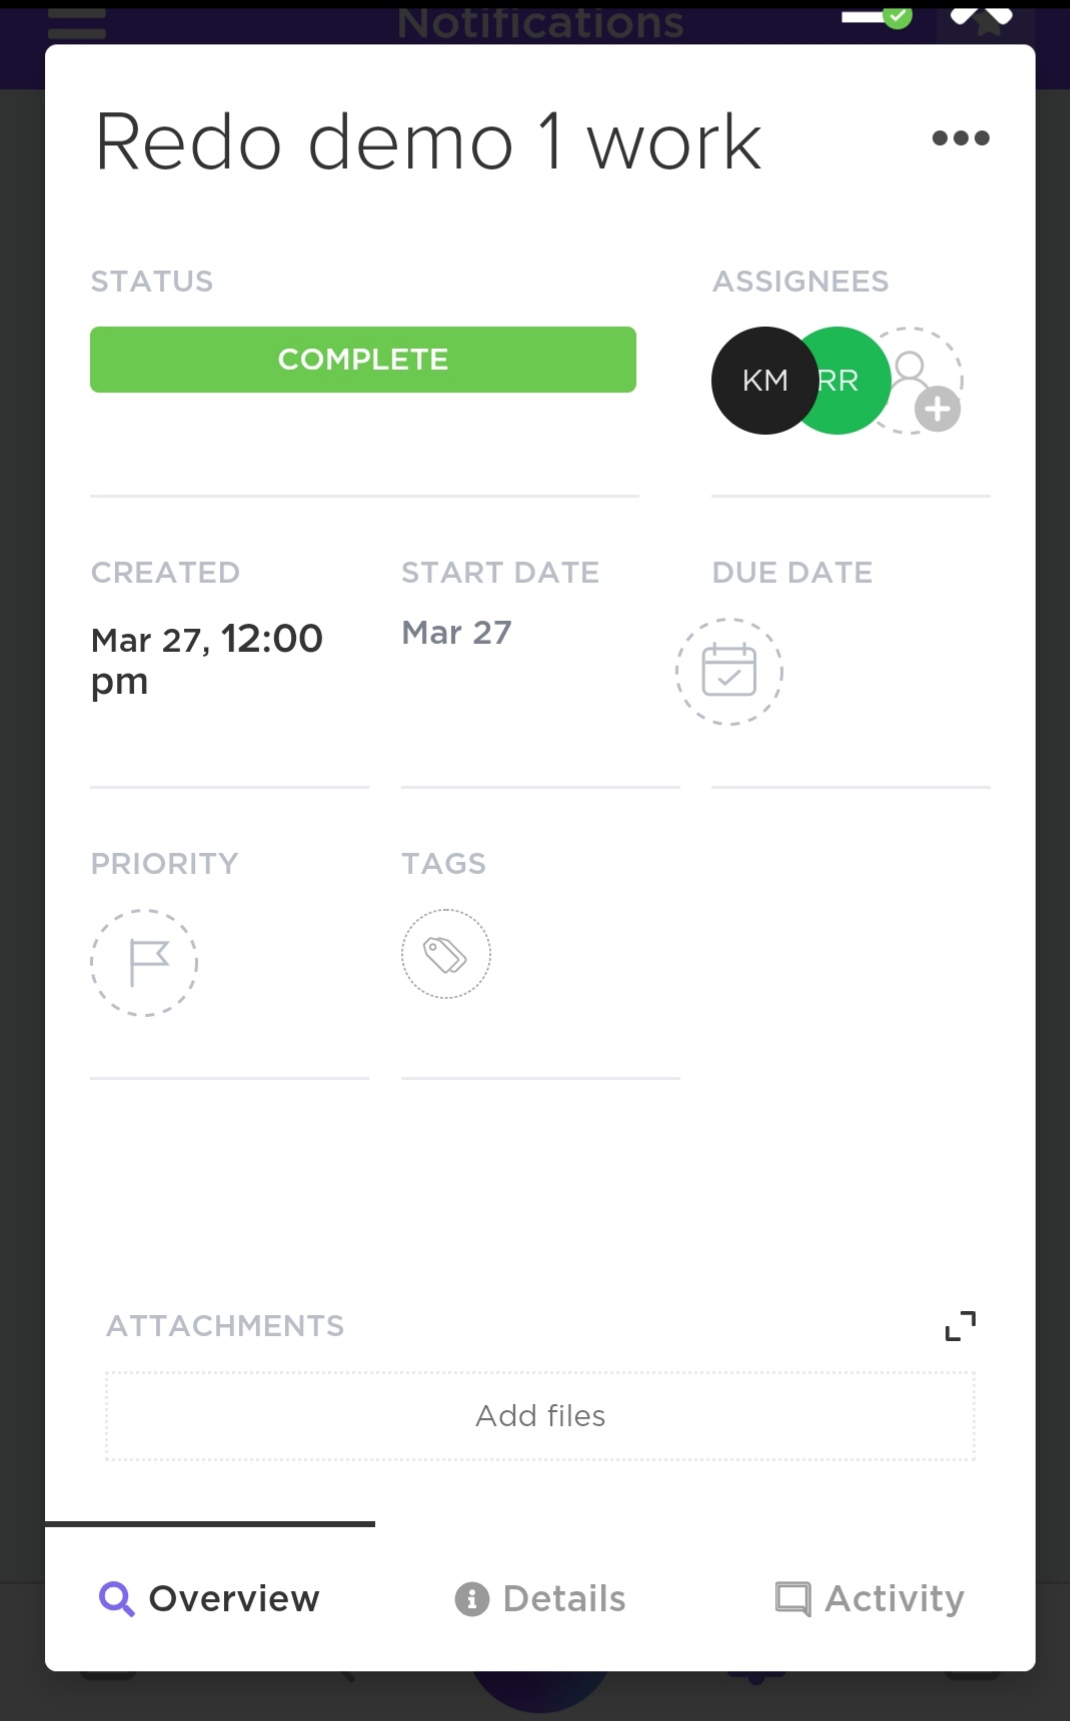 Notifications
Redo demo 1 work
STATUS
ASSIGNEES
COMPLETE
KM
RR
CREATED
START DATE
DUE DATE
Mar 27, 12:00
pm
Mar 27
PRIORITY
TAGS
ATTACHMENTS
Add files
Overview
Details
Activity